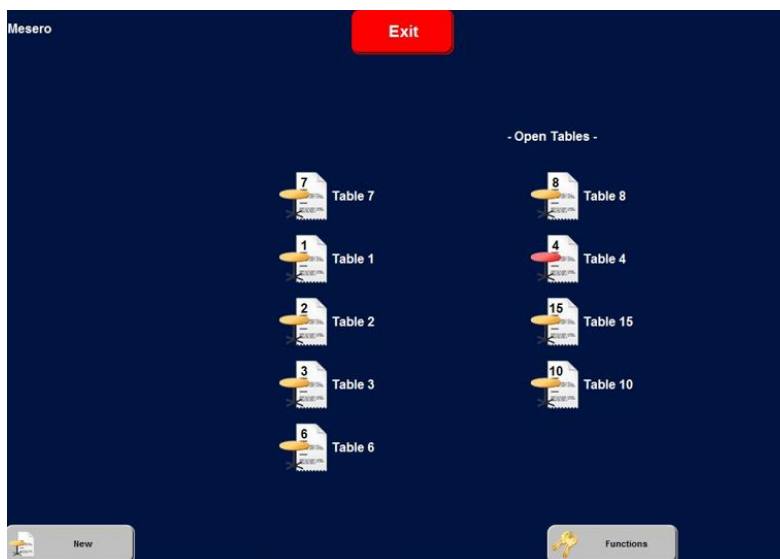 Mesero
Exit
- Open Tables -
7 Table 7
8 Table 8
1 Table 1
4 Table 4
2 Table 2
15 Table 15
3 Table 3
10 Table 10
6 Table 6
New
Functions